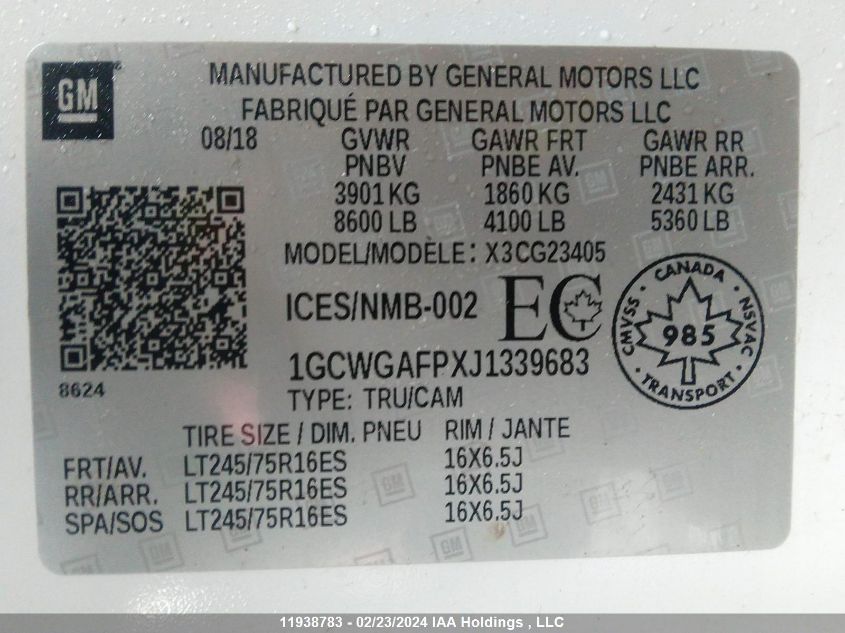 GM
MANUFACTURED BY GENERAL MOTORS LLC
FABRIQUÉ PAR GENERAL MOTORS LLC
08/18 GVWR GAWR FRT GAWR RR
PNBV PNBE AV. PNBE ARR.
3901 KG 1860 KG 2431 KG
8600 LB 4100 LB 5360 LB
MODEL/MODÈLE: X3CG23405
ICES/NMB-002 EC
CANADA
CMVSS 985 NSVAC
TRANSPORT
1GCWGAFPXJ1339683
8624
TYPE: TRU/CAM
TIRE SIZE / DIM. PNEU RIM / JANTE
FRT/AV. LT245/75R16ES 16X6.5J
RR/ARR. LT245/75R16ES 16X6.5J
SPA/SOS LT245/75R16ES 16X6.5J
11938783 - 02/23/2024 IAA Holdings , LLC